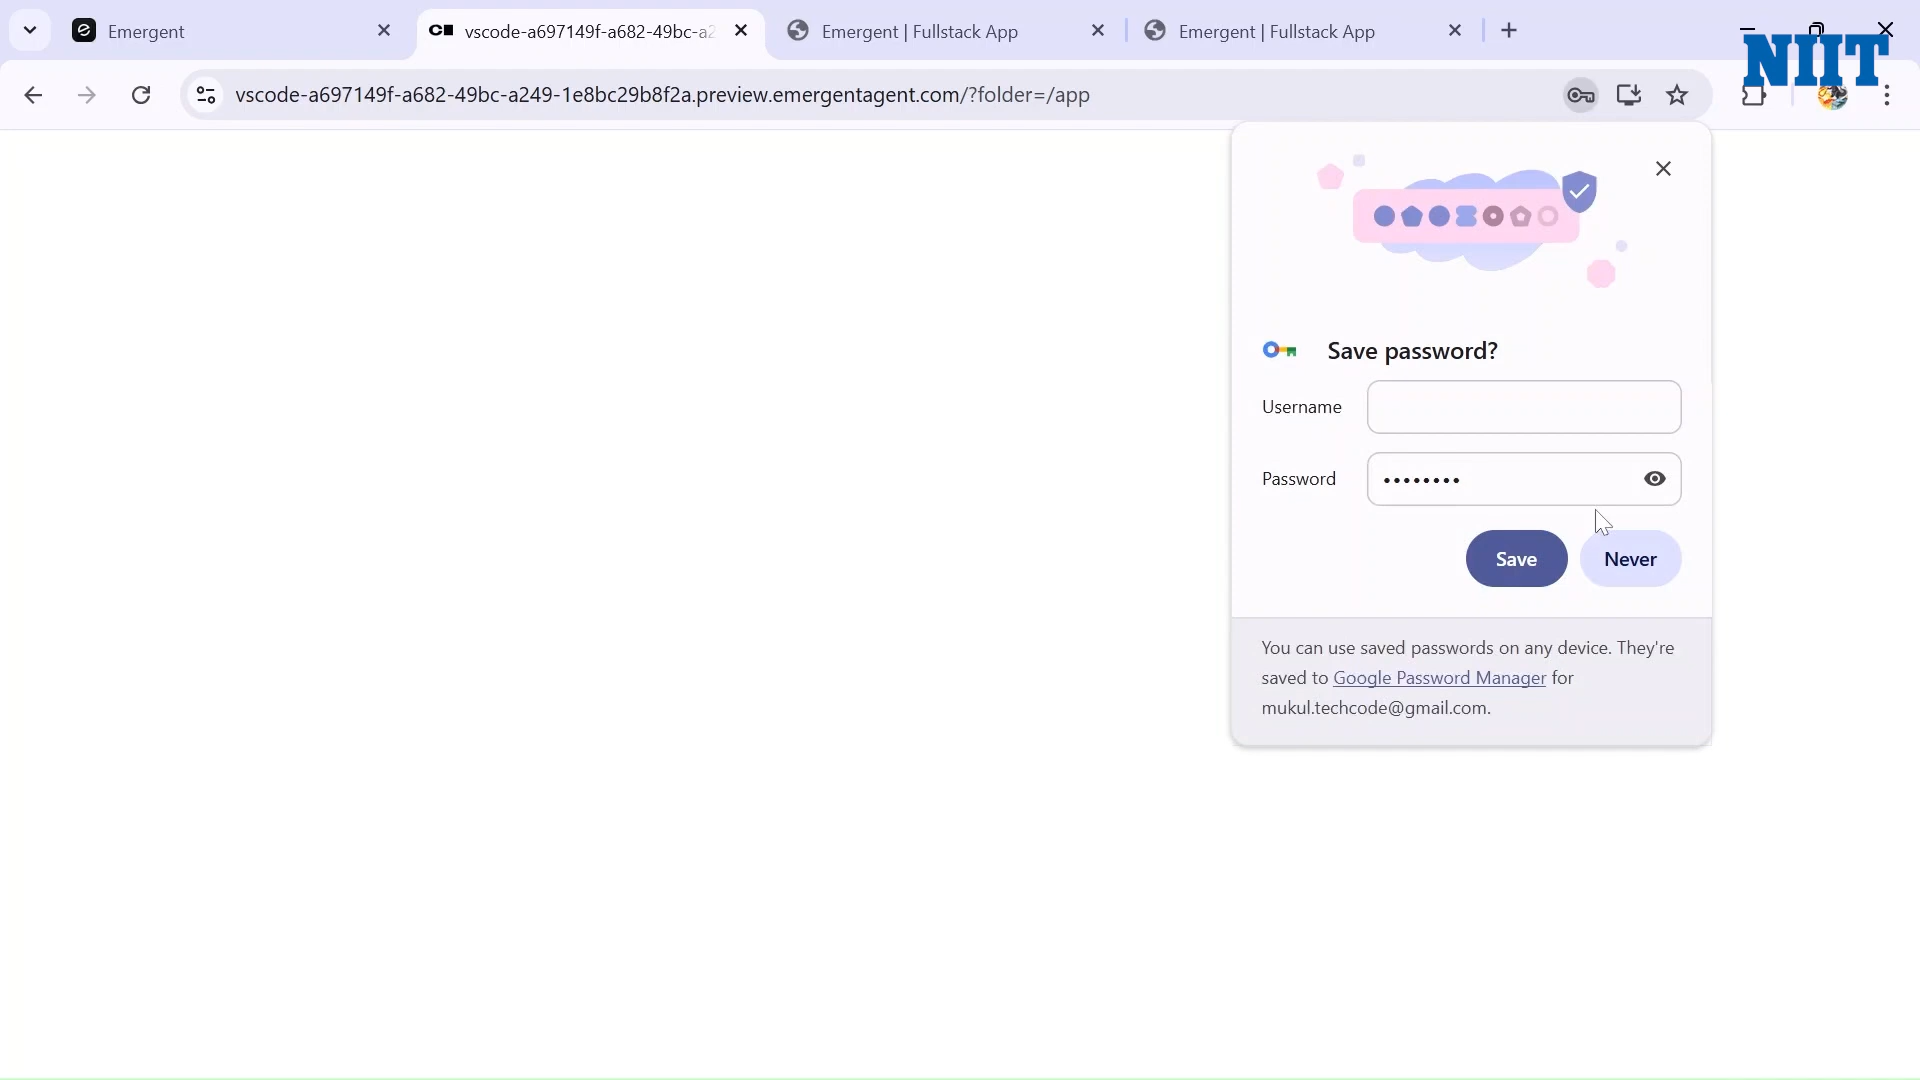 Emergent
vscode-a697149f-a682-49bc-a2
Emergent | Fullstack App
Emergent | Fullstack App
NIIT
vscode-a697149f-a682-49bc-a249-1e8bc29b8f2a.preview.emergentagent.com/?folder=/app
Save password?
Username
Password
Save
Never
You can use saved passwords on any device. They're
saved to Google Password Manager for
mukul.techcode@gmail.com.